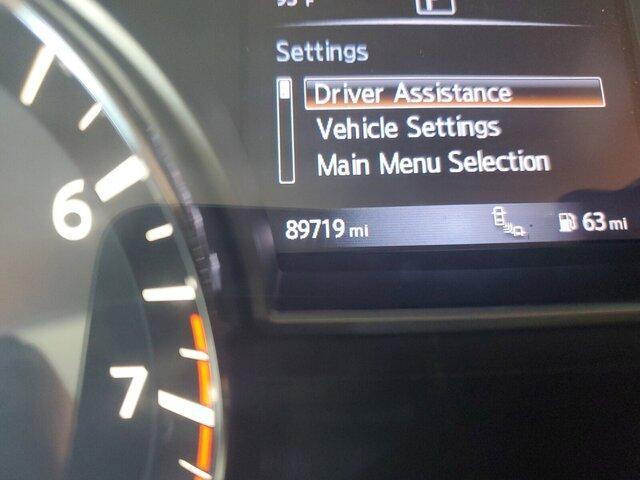 Settings
Driver Assistance
Vehicle Settings
Main Menu Selection
89719 mi
63 mi
6
7